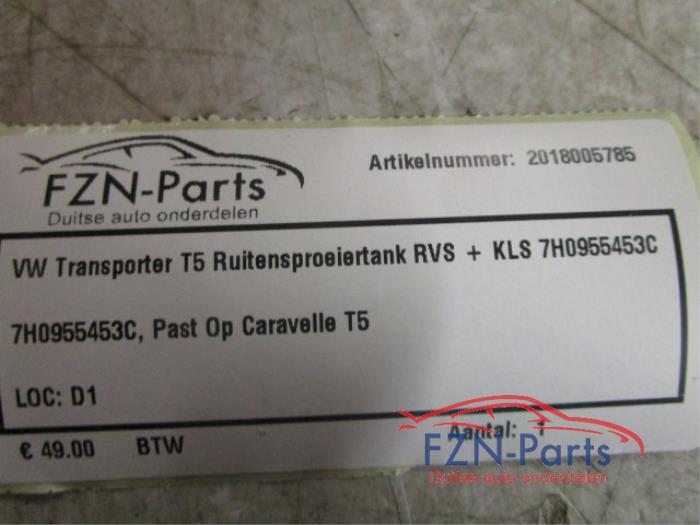 FZN-Parts
Duitse auto onderdelen
Artikelnummer: 2018005785
VW Transporter T5 Ruitensproeiertank RVS + KLS 7H0955453C
7H0955453C, Past Op Caravelle T5
LOC: D1
€ 49.00 BTW
Aantal: 1
FZN-Parts
Duitse auto onderdelen